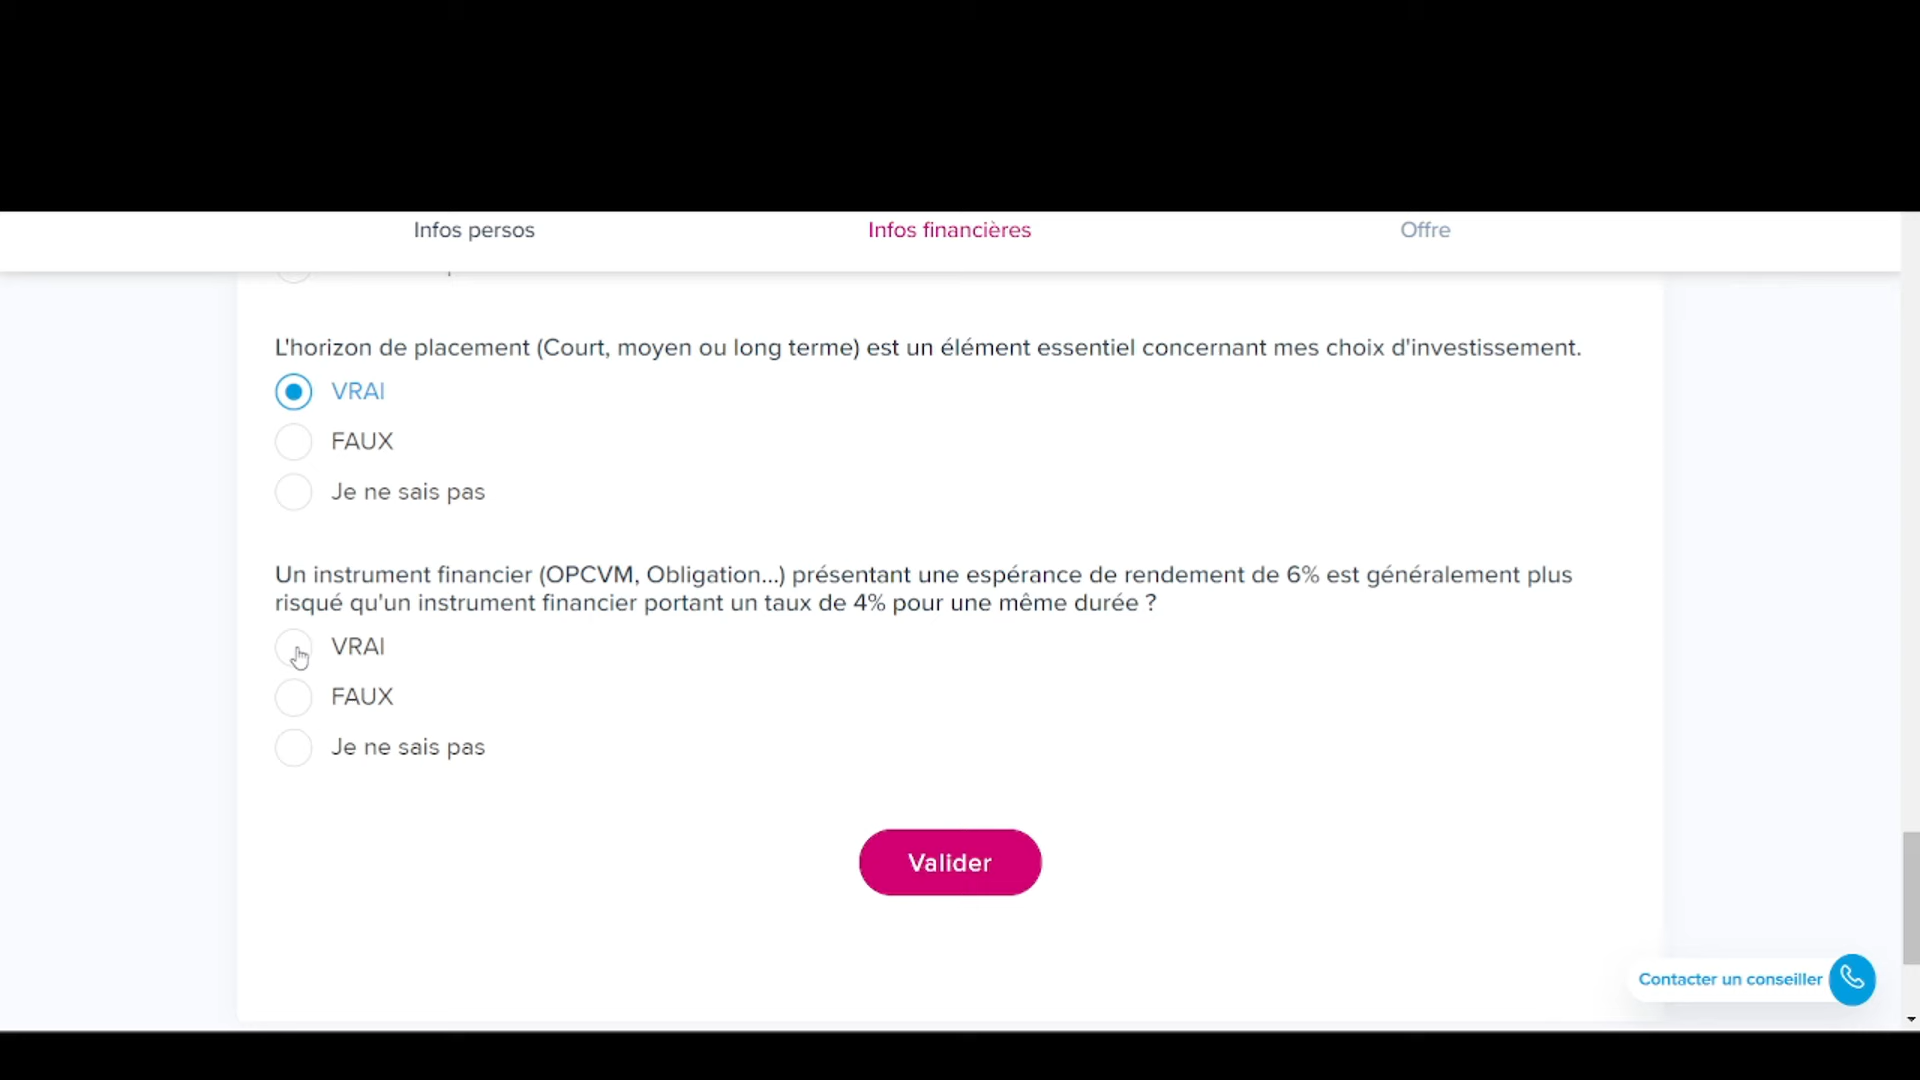 Infos persos
Infos financières
Offre
L'horizon de placement (Court, moyen ou long terme) est un élément essentiel concernant mes choix d'investissement.
VRAI
FAUX
Je ne sais pas
Un instrument financier (OPCVM, Obligation...) présentant une espérance de rendement de 6% est généralement plus
risqué qu'un instrument financier portant un taux de 4% pour une même durée ?
VRAI
FAUX
Je ne sais pas
Valider
Contacter un conseiller